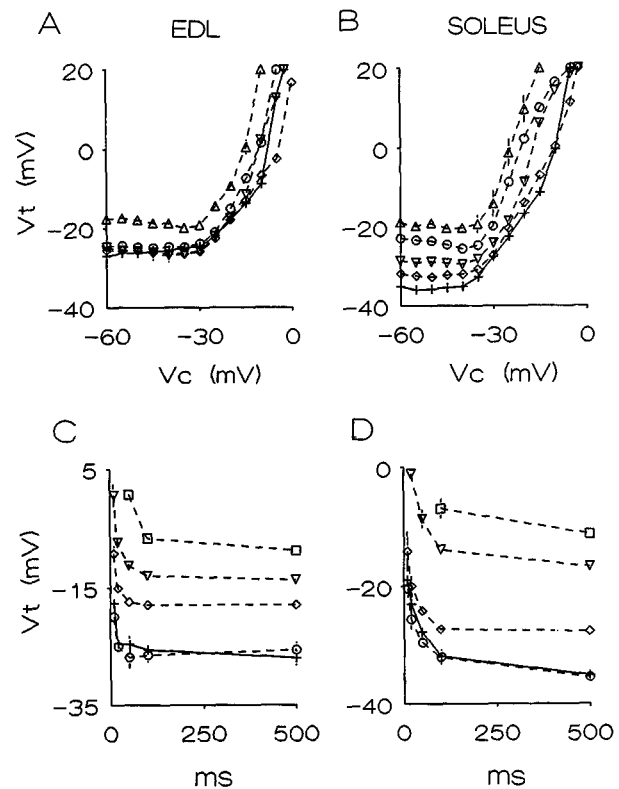 A EDL B SOLEUS
20 20
0 0
−20 −20
−40 −40
Vt (mV)
−60 −30 0 −60 −30 0
Vc (mV) Vc (mV)
C D
5 0
−15 −20
−35 −40
Vt (mV)
0 250 500 0 250 500
ms ms